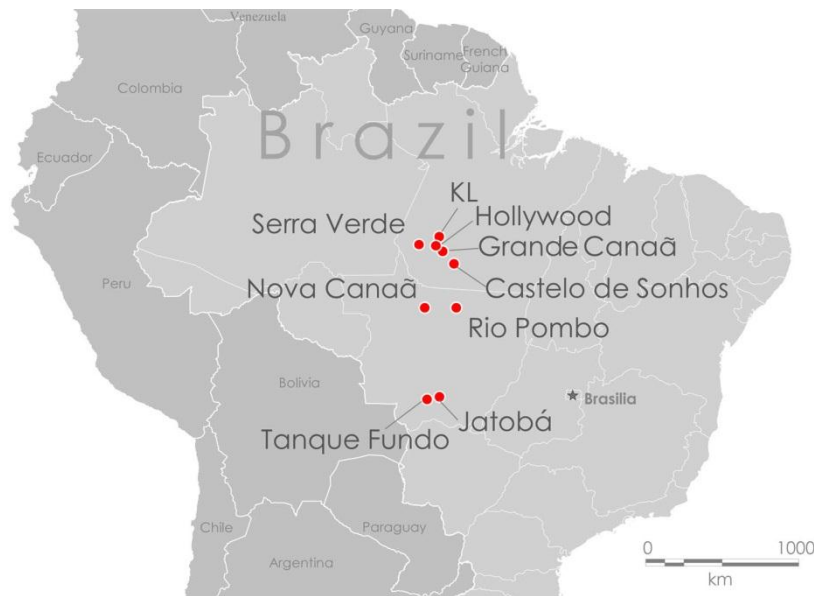 Venezuela
Guyana
Suriname
French
Guiana
Colombia
Brazil
Ecuador
KL
Serra Verde
Hollywood
Grande Canaã
Peru
Nova Canaã
Castelo de Sonhos
Rio Pombo
Bolivia
Brasilia
Jatobá
Tanque Fundo
Chile
Paraguay
Argentina
0 1000
km